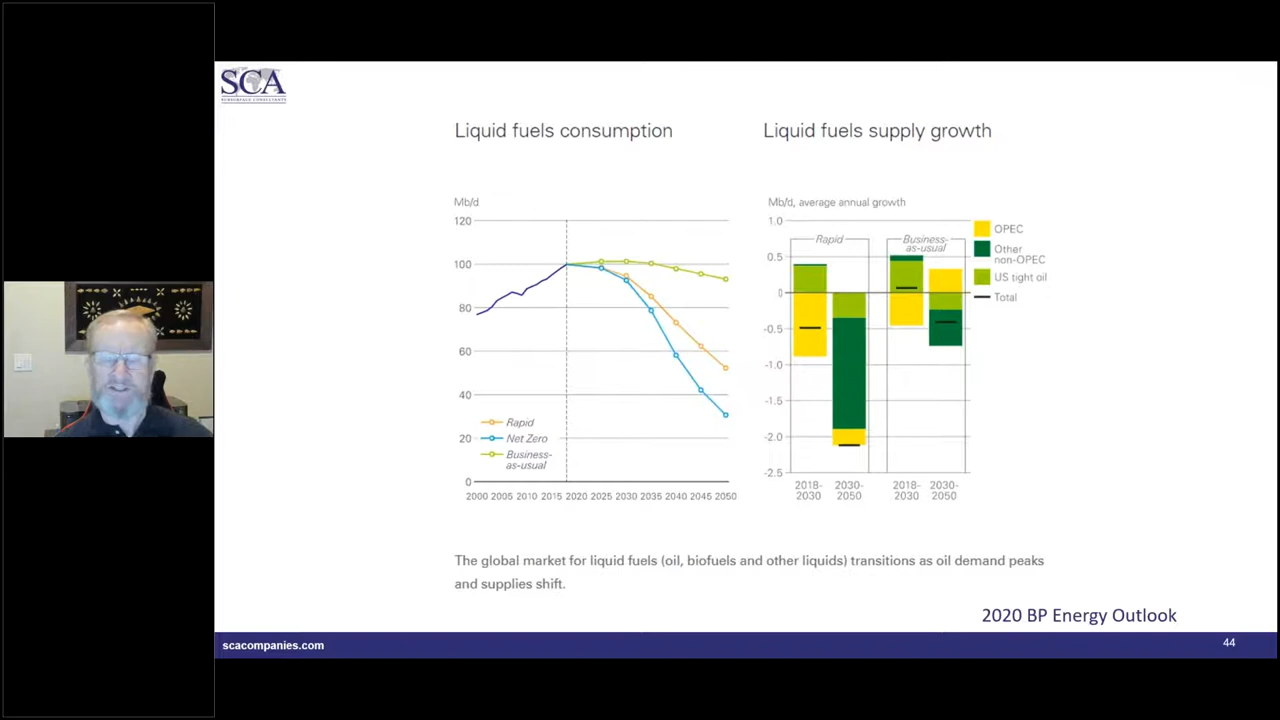 SCA
SUBSURFACE CONSULTANTS
Liquid fuels consumption
Liquid fuels supply growth
Mb/d
120
100
80
60
40
20
0
Rapid
Net Zero
Business-
as-usual
2000 2005 2010 2015 2020 2025 2030 2035 2040 2045 2050
Mb/d, average annual growth
1.0
0.5
0
-0.5
-1.0
-1.5
-2.0
-2.5
Rapid
Business-
as-usual
2018-
2030
2030-
2050
2018-
2030
2030-
2050
OPEC
Other
non-OPEC
US tight oil
Total
The global market for liquid fuels (oil, biofuels and other liquids) transitions as oil demand peaks
and supplies shift.
2020 BP Energy Outlook
scacompanies.com
44